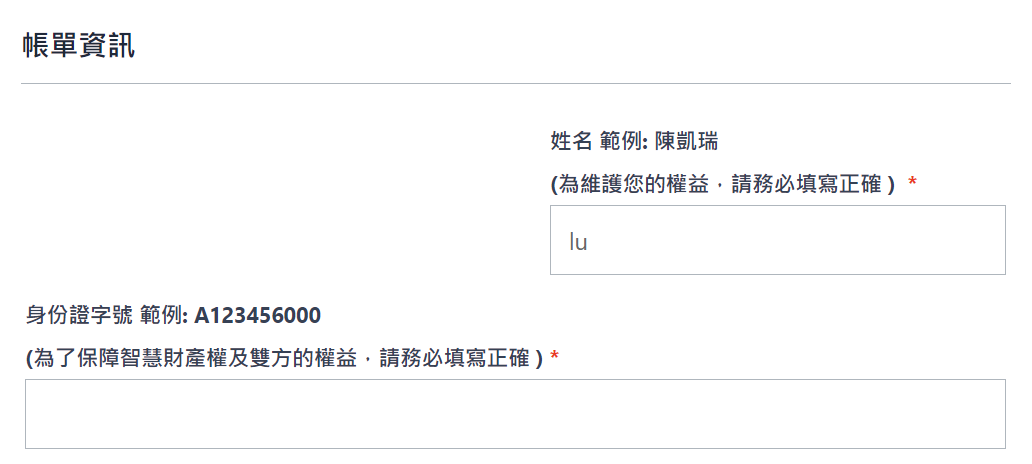 帳單資訊
姓名 範例: 陳凱瑞
(為維護您的權益，請務必填寫正確 ) *
lu
身份證字號 範例: A123456000
(為了保障智慧財產權及雙方的權益，請務必填寫正確 ) *